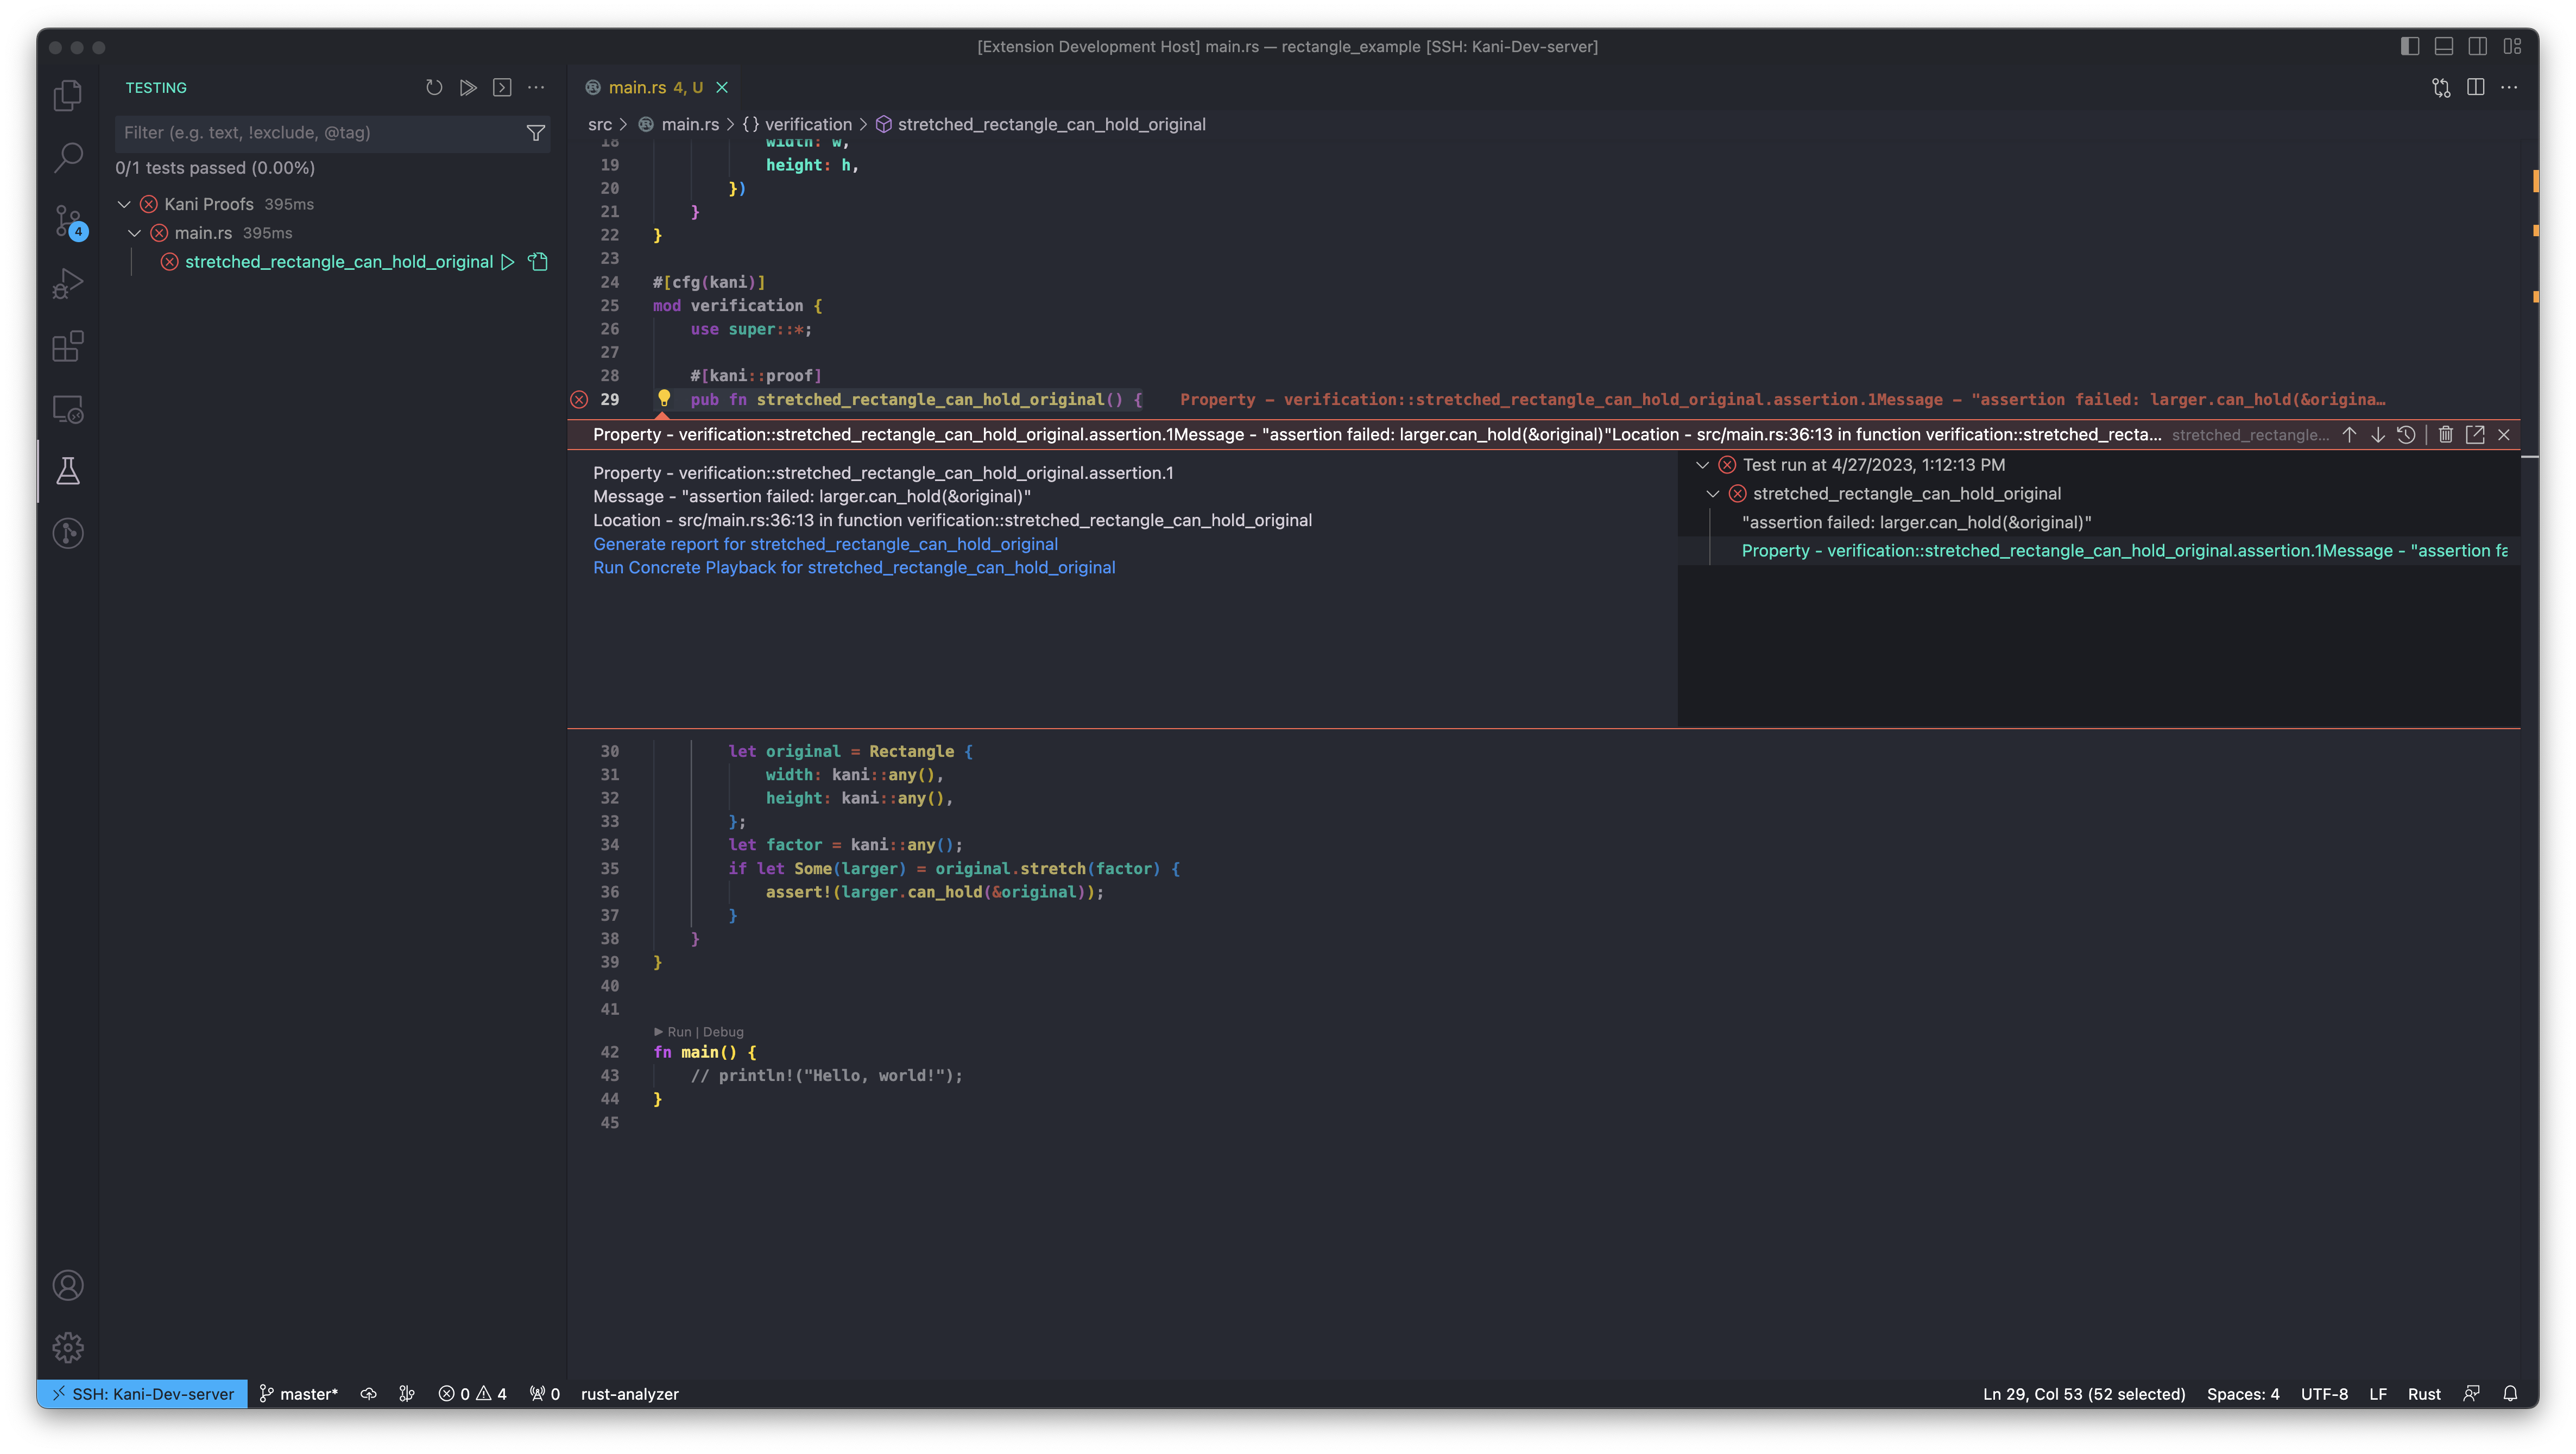 [Extension Development Host] main.rs — rectangle_example [SSH: Kani-Dev-server]
TESTING
Filter (e.g. text, !exclude, @tag)
0/1 tests passed (0.00%)
Kani Proofs 395ms
main.rs 395ms
stretched_rectangle_can_hold_original
4
main.rs 4, U
src > main.rs > {} verification > stretched_rectangle_can_hold_original
18 width: w,
19 height: h,
20 })
21 }
22 }
23
24 #[cfg(kani)]
25 mod verification {
26 use super::*;
27
28 #[kani::proof]
29 pub fn stretched_rectangle_can_hold_original() { Property - verification::stretched_rectangle_can_hold_original.assertion.1Message - "assertion failed: larger.can_hold(&origina…
Property - verification::stretched_rectangle_can_hold_original.assertion.1Message - "assertion failed: larger.can_hold(&original)"Location - src/main.rs:36:13 in function verification::stretched_recta... stretched_rectangle...
Property - verification::stretched_rectangle_can_hold_original.assertion.1
Message - "assertion failed: larger.can_hold(&original)"
Location - src/main.rs:36:13 in function verification::stretched_rectangle_can_hold_original
Generate report for stretched_rectangle_can_hold_original
Run Concrete Playback for stretched_rectangle_can_hold_original
Test run at 4/27/2023, 1:12:13 PM
stretched_rectangle_can_hold_original
"assertion failed: larger.can_hold(&original)"
Property - verification::stretched_rectangle_can_hold_original.assertion.1Message - "assertion fa
30 let original = Rectangle {
31 width: kani::any(),
32 height: kani::any(),
33 };
34 let factor = kani::any();
35 if let Some(larger) = original.stretch(factor) {
36 assert!(larger.can_hold(&original));
37 }
38 }
39 }
40
41
Run | Debug
42 fn main() {
43 // println!("Hello, world!");
44 }
45
SSH: Kani-Dev-server master* 0 4 0 rust-analyzer Ln 29, Col 53 (52 selected) Spaces: 4 UTF-8 LF Rust